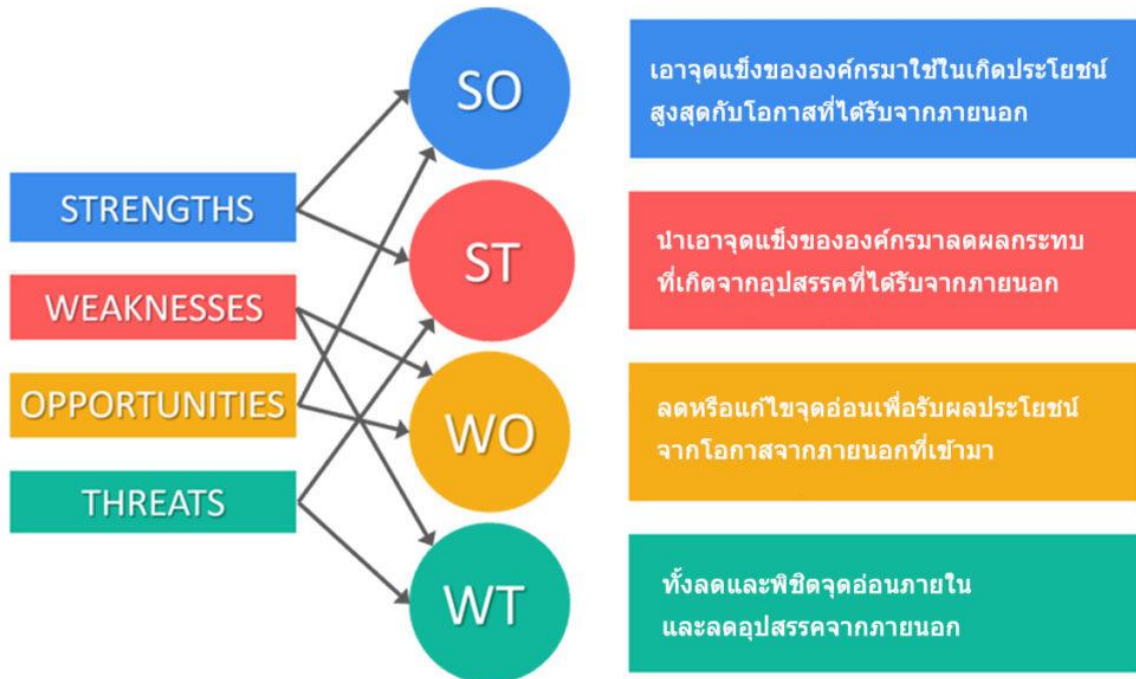 STRENGTHS
WEAKNESSES
OPPORTUNITIES
THREATS
SO
ST
WO
WT
เอาจุดแข็งขององค์กรมาใช้ในเกิดประโยชน์
สูงสุดกับโอกาสที่ได้รับจากภายนอก
นำเอาจุดแข็งขององค์กรมาลดผลกระทบ
ที่เกิดจากอุปสรรคที่ได้รับจากภายนอก
ลดหรือแก้ไขจุดอ่อนเพื่อรับผลประโยชน์
จากโอกาสจากภายนอกที่เข้ามา
ทั้งลดและพิชิตจุดอ่อนภายใน
และลดอุปสรรคจากภายนอก